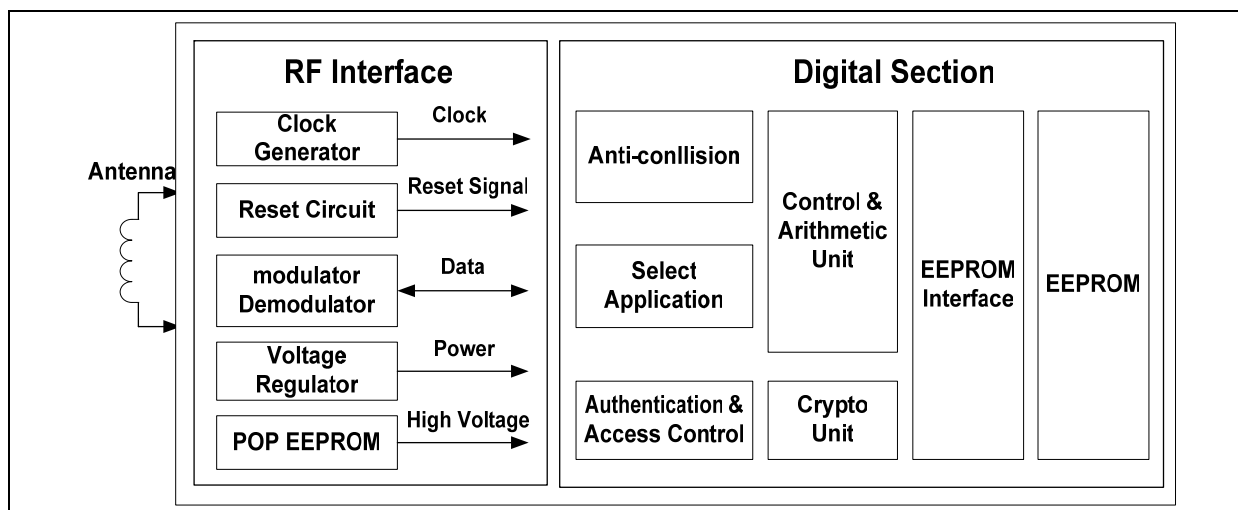 RF Interface
Digital Section
Antenna
Clock
Generator
Clock
Reset Circuit
Reset Signal
modulator
Demodulator
Data
Voltage
Regulator
Power
POP EEPROM
High Voltage
Anti-conllision
Select
Application
Authentication &
Access Control
Control &
Arithmetic
Unit
Crypto
Unit
EEPROM
Interface
EEPROM